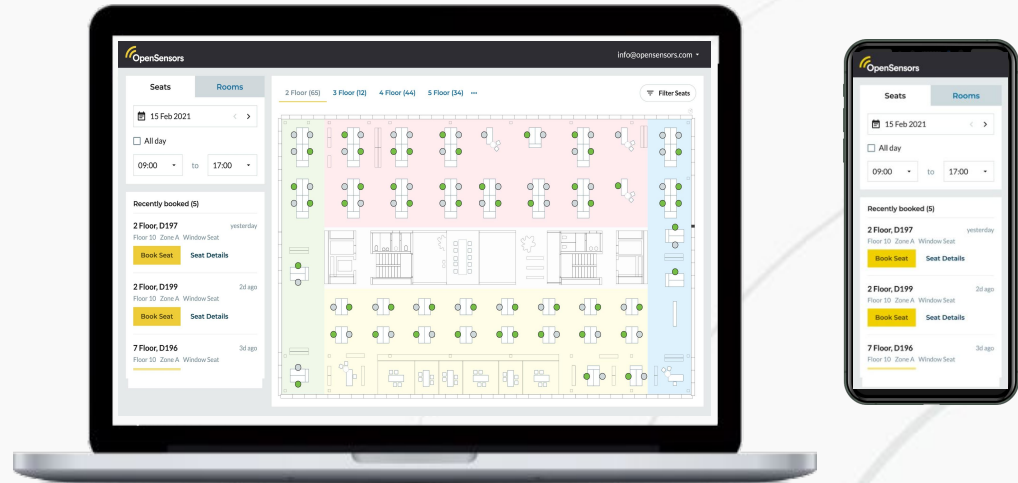 OpenSensors
info@opensensors.com
Seats Rooms
15 Feb 2021
All day
09:00 to 17:00
Recently booked (5)
2 Floor, D197 yesterday
Floor 10 Zone A Window Seat
Book Seat Seat Details
2 Floor, D199 2d ago
Floor 10 Zone A Window Seat
Book Seat Seat Details
7 Floor, D196 3d ago
Floor 10 Zone A Window Seat
2 Floor (65) 3 Floor (12) 4 Floor (44) 5 Floor (34) ••• Filter Seats
OpenSensors
Seats Rooms
15 Feb 2021
All day
09:00 to 17:00
Recently booked (5)
2 Floor, D197 yesterday
Floor 10 Zone A Window Seat
Book Seat Seat Details
2 Floor, D199 2d ago
Floor 10 Zone A Window Seat
Book Seat Seat Details
7 Floor, D196 3d ago
Floor 10 Zone A Window Seat